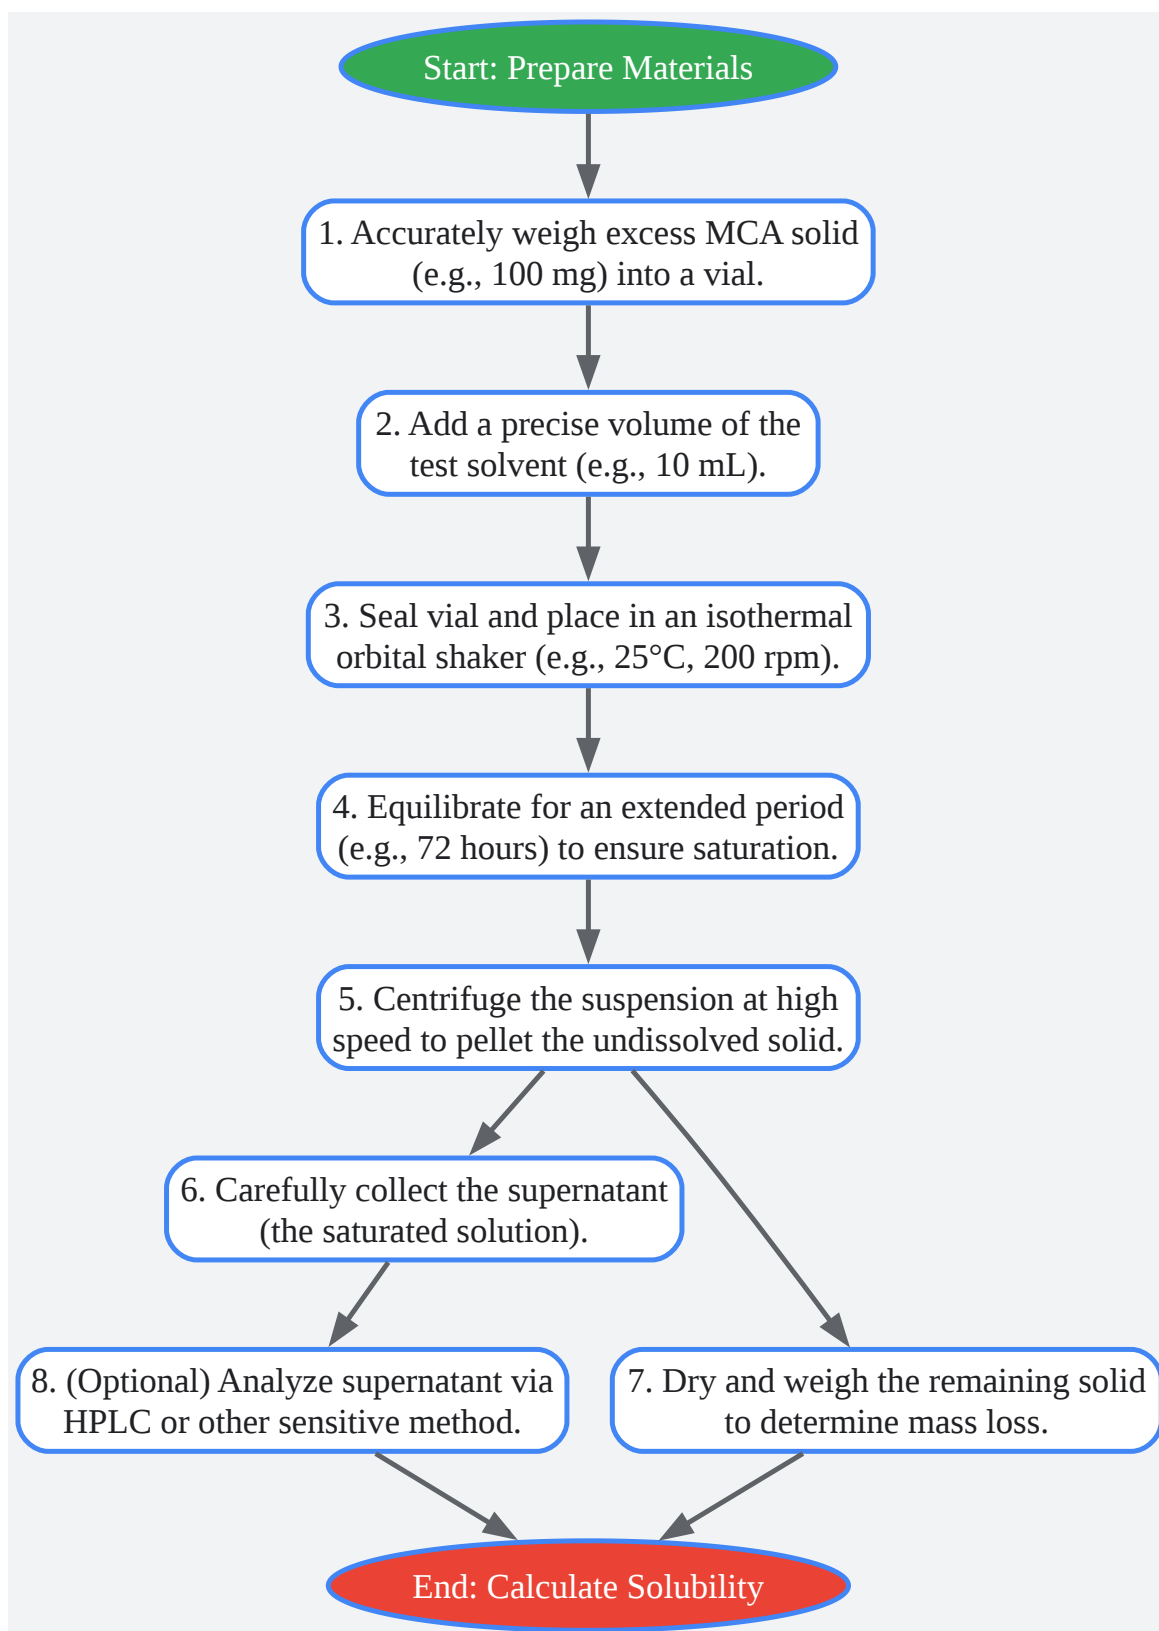 Start: Prepare Materials
1. Accurately weigh excess MCA solid
(e.g., 100 mg) into a vial.
2. Add a precise volume of the
test solvent (e.g., 10 mL).
3. Seal vial and place in an isothermal
orbital shaker (e.g., 25°C, 200 rpm).
4. Equilibrate for an extended period
(e.g., 72 hours) to ensure saturation.
5. Centrifuge the suspension at high
speed to pellet the undissolved solid.
6. Carefully collect the supernatant
(the saturated solution).
8. (Optional) Analyze supernatant via
HPLC or other sensitive method.
7. Dry and weigh the remaining solid
to determine mass loss.
End: Calculate Solubility